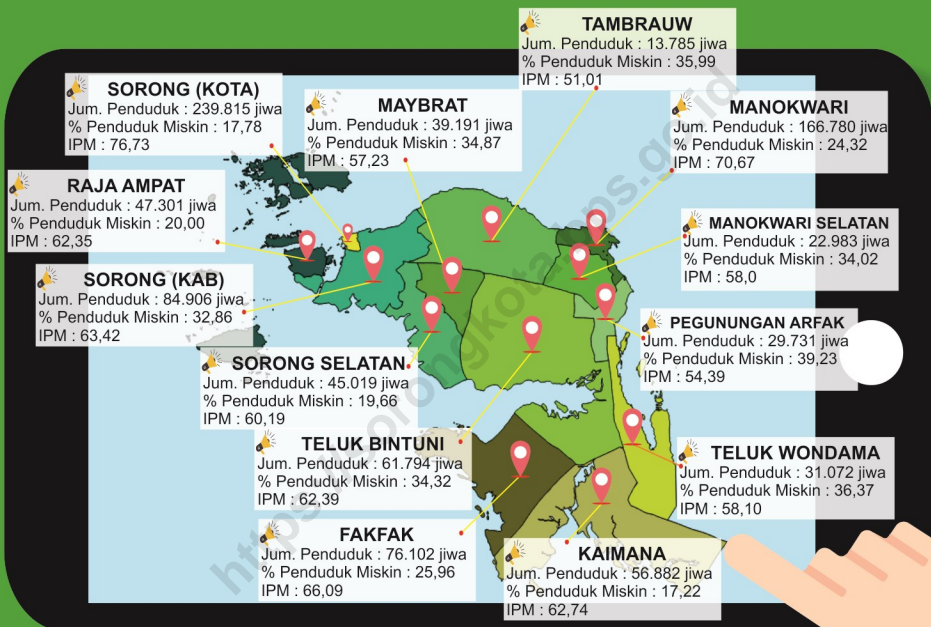 TAMBRAUW
Jum. Penduduk : 13.785 jiwa
% Penduduk Miskin : 35,99
IPM : 51,01
SORONG (KOTA)
Jum. Penduduk : 239.815 jiwa
% Penduduk Miskin : 17,78
IPM : 76,73
MAYBRAT
Jum. Penduduk : 39.191 jiwa
% Penduduk Miskin : 34,87
IPM : 57,23
MANOKWARI
Jum. Penduduk : 166.780 jiwa
% Penduduk Miskin : 24,32
IPM : 70,67
RAJA AMPAT
Jum. Penduduk : 47.301 jiwa
% Penduduk Miskin : 20,00
IPM : 62,35
MANOKWARI SELATAN
Jum. Penduduk : 22.983 jiwa
% Penduduk Miskin : 34,02
IPM : 58,0
SORONG (KAB)
Jum. Penduduk : 84.906 jiwa
% Penduduk Miskin : 32,86
IPM : 63,42
PEGUNUNGAN ARFAK
Jum. Penduduk : 29.731 jiwa
% Penduduk Miskin : 39,23
IPM : 54,39
SORONG SELATAN
Jum. Penduduk : 45.019 jiwa
% Penduduk Miskin : 19,66
IPM : 60,19
TELUK BINTUNI
Jum. Penduduk : 61.794 jiwa
% Penduduk Miskin : 34,32
IPM : 62,39
TELUK WONDAMA
Jum. Penduduk : 31.072 jiwa
% Penduduk Miskin : 36,37
IPM : 58,10
FAKFAK
Jum. Penduduk : 76.102 jiwa
% Penduduk Miskin : 25,96
IPM : 66,09
KAIMANA
Jum. Penduduk : 56.882 jiwa
% Penduduk Miskin : 17,22
IPM : 62,74
https://sorongkota.bps.go.id